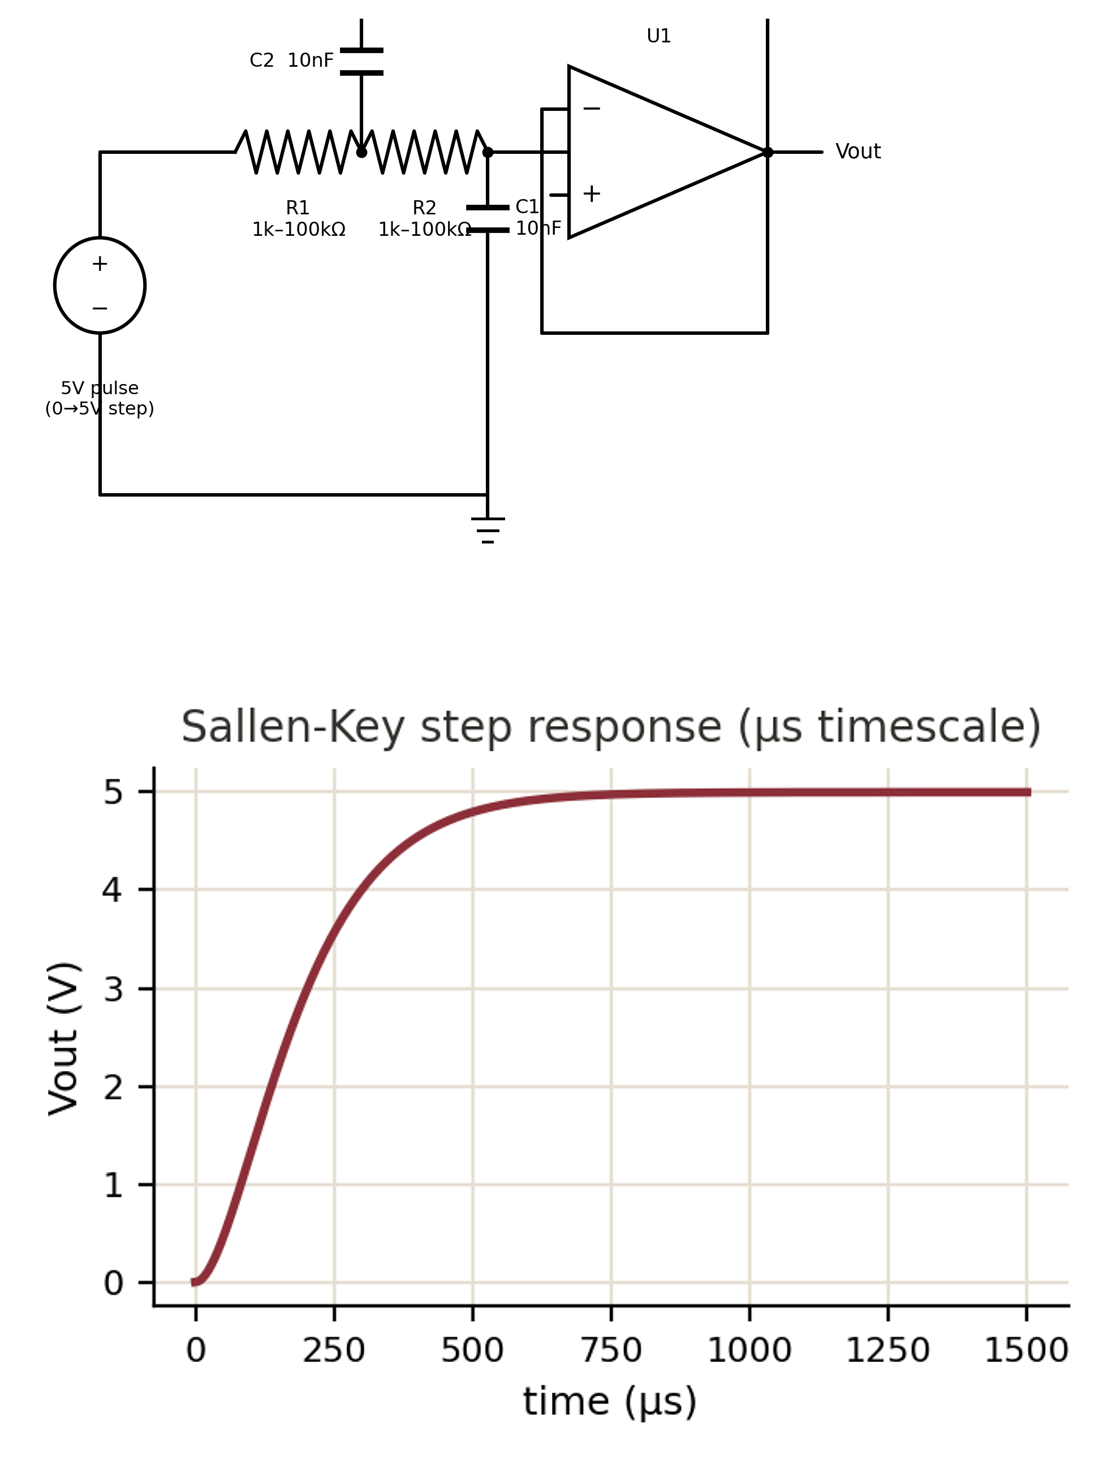 U1
C2  10nF
−
Vout
+
R1
1k–100kΩ
R2
1k–100kΩ
C1
10nF
+
−
5V pulse
(0→5V step)
Sallen-Key step response (µs timescale)
Vout (V)
5
4
3
2
1
0
0 250 500 750 1000 1250 1500
time (µs)